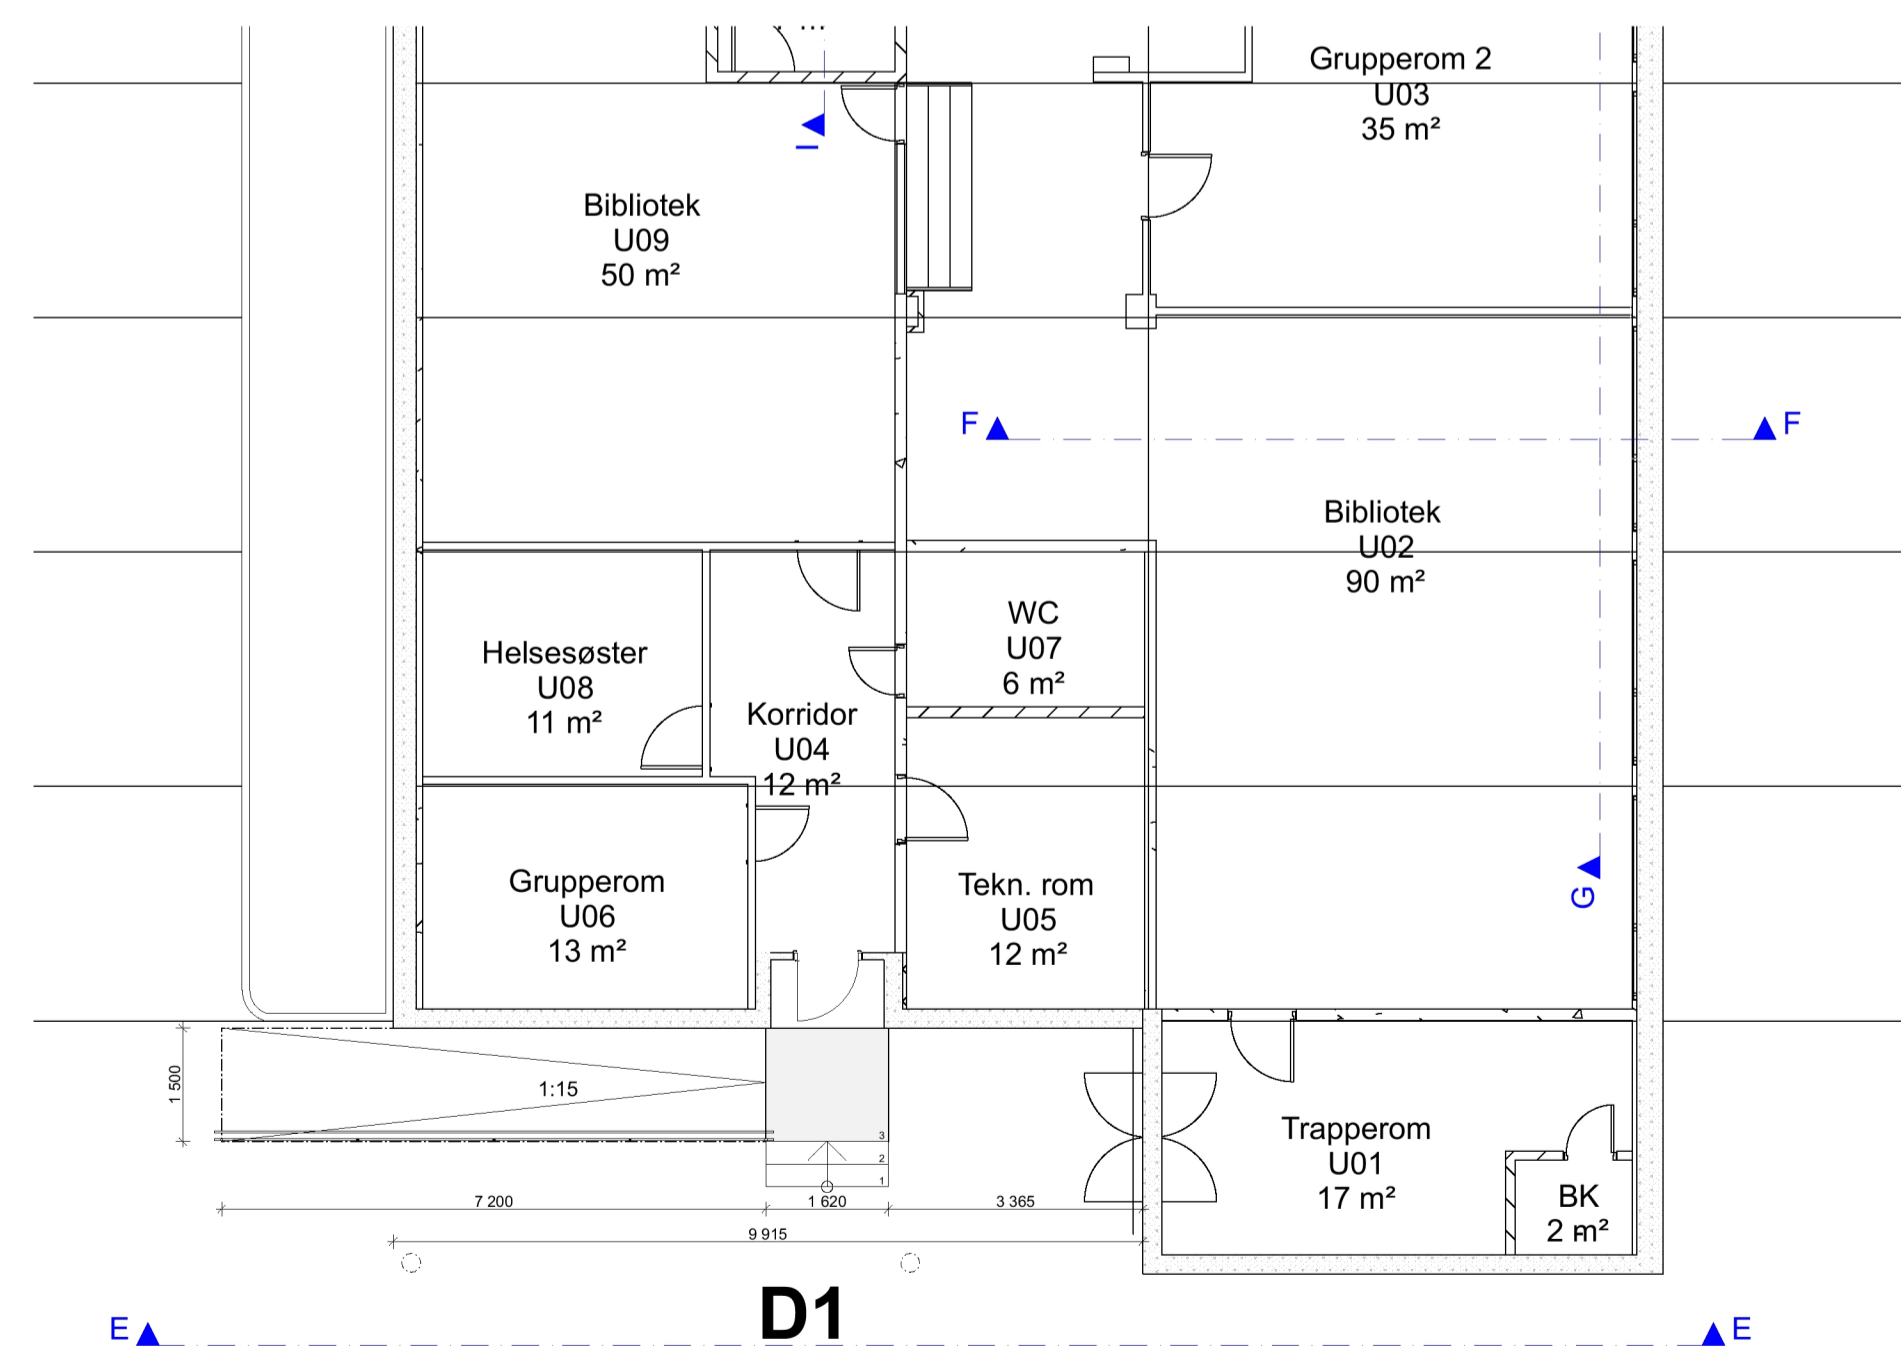 Grupperom 2
U03
35 m²
I
Bibliotek
U09
50 m²
F
F
Bibliotek
U02
90 m²
WC
U07
6 m²
Helsesøster
U08
11 m²
Korridor
U04
12 m²
G
Grupperom
U06
13 m²
Tekn. rom
U05
12 m²
1 500
1:15
3
2
1
Trapperom
U01
17 m²
BK
2 m²
7 200
1 620
3 365
9 915
D1
E
E